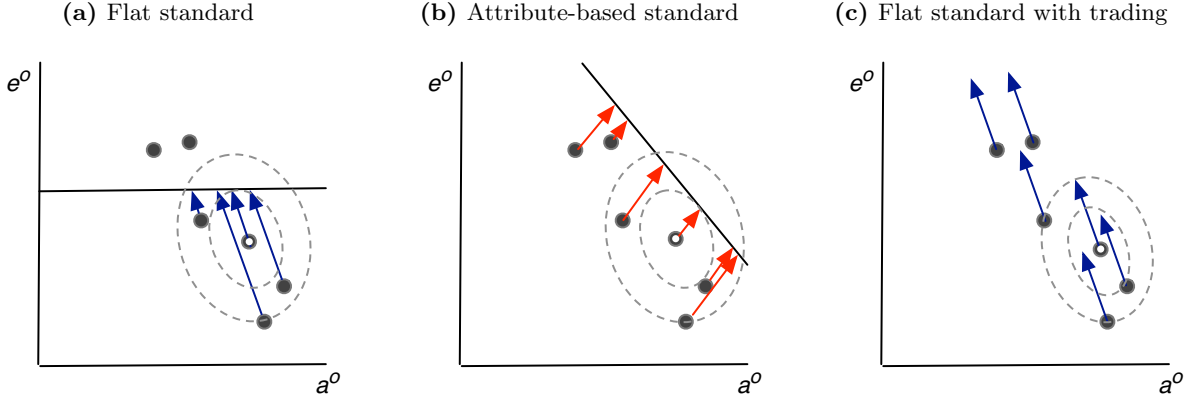 (a) Flat standard
(b) Attribute-based standard
(c) Flat standard with trading
e^o
e^o
e^o
a^o
a^o
a^o